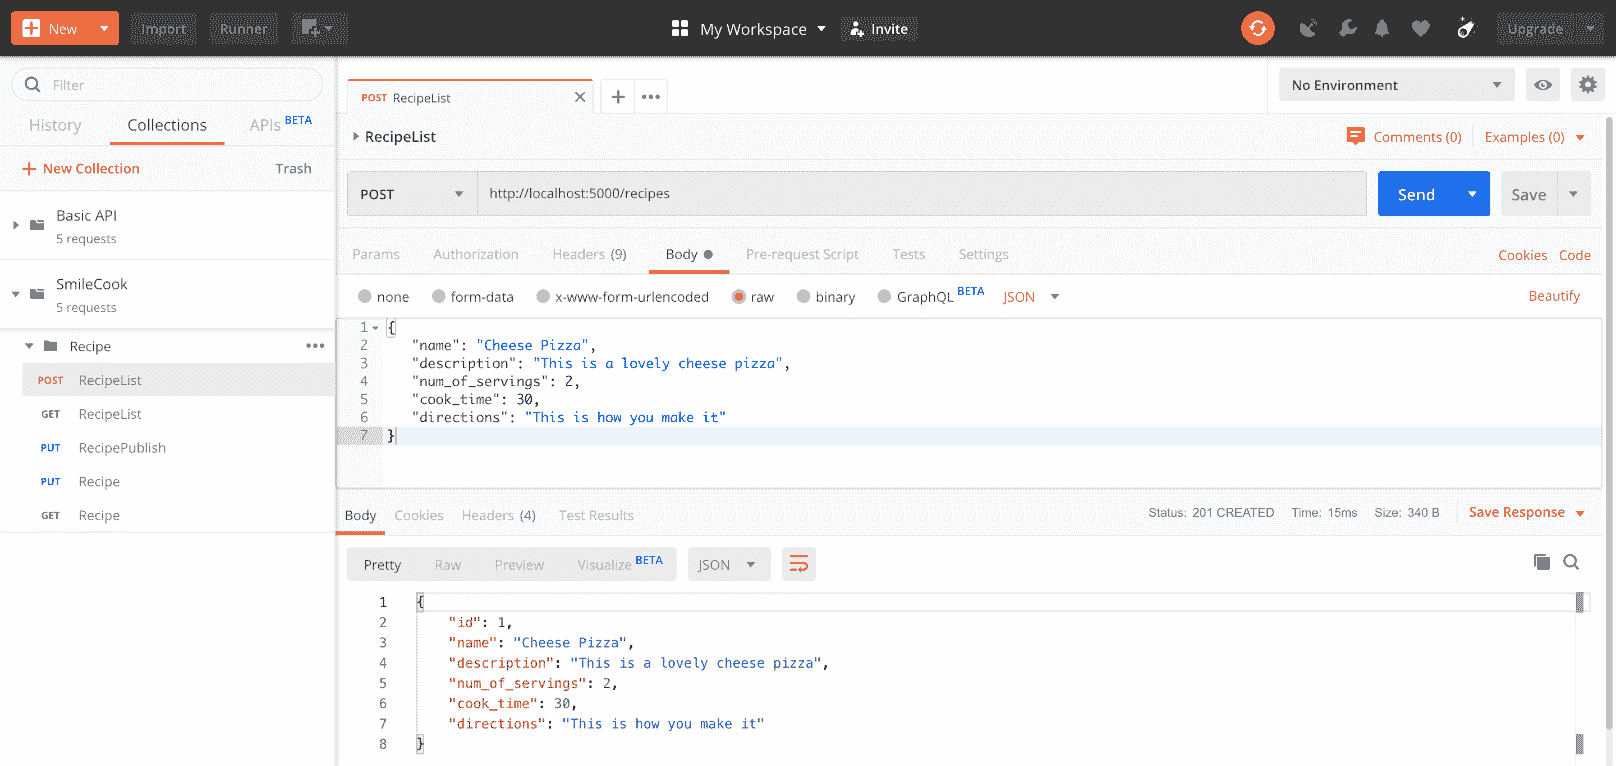 New
Import
Runner
My Workspace
Invite
Upgrade
Filter
History
Collections
APIs BETA
+ New Collection
Trash
Basic API
5 requests
SmileCook
5 requests
Recipe
POST RecipeList
GET RecipeList
PUT RecipePublish
PUT Recipe
GET Recipe
POST RecipeList
No Environment
RecipeList
Comments (0)
Examples (0)
POST
http://localhost:5000/recipes
Send
Save
Params
Authorization
Headers (9)
Body
Pre-request Script
Tests
Settings
Cookies
Code
none
form-data
x-www-form-urlencoded
raw
binary
GraphQL BETA
JSON
Beautify
1 {
2 "name": "Cheese Pizza",
3 "description": "This is a lovely cheese pizza",
4 "num_of_servings": 2,
5 "cook_time": 30,
6 "directions": "This is how you make it"
7 }
Body
Cookies
Headers (4)
Test Results
Status: 201 CREATED
Time: 15ms
Size: 340 B
Save Response
Pretty
Raw
Preview
Visualize BETA
JSON
1 {
2 "id": 1,
3 "name": "Cheese Pizza",
4 "description": "This is a lovely cheese pizza",
5 "num_of_servings": 2,
6 "cook_time": 30,
7 "directions": "This is how you make it"
8 }